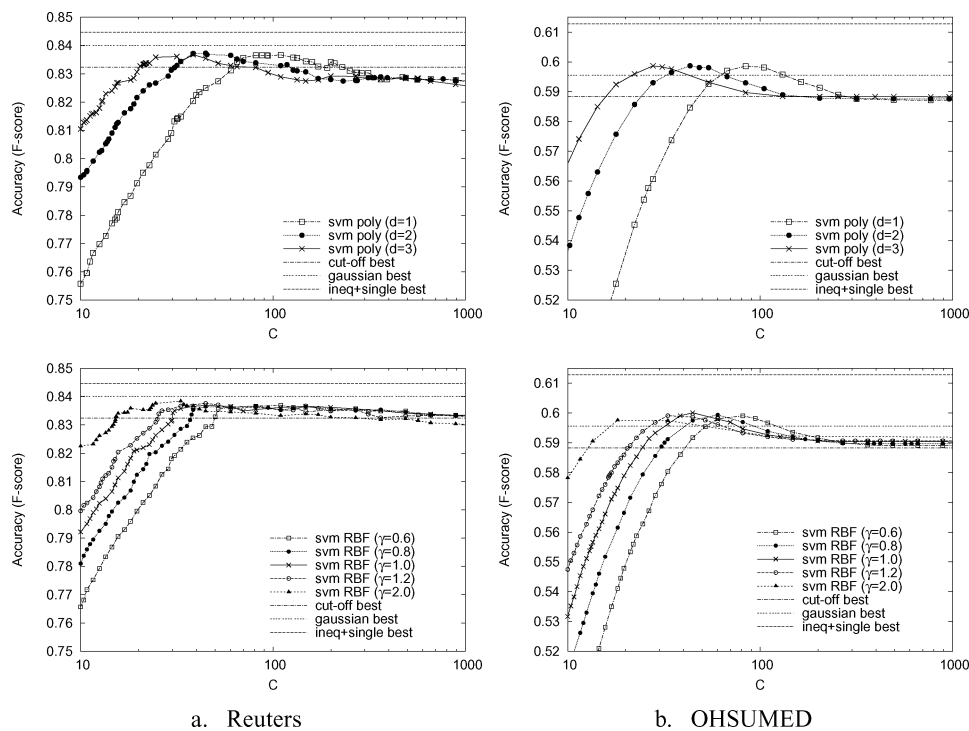 0.85
0.84
0.83
0.82
0.81
0.8
0.79
0.78
0.77
0.76
0.75
Accuracy (F-score)
10
100
1000
C
svm poly (d=1)
svm poly (d=2)
svm poly (d=3)
cut-off best
gaussian best
ineq+single best
0.61
0.6
0.59
0.58
0.57
0.56
0.55
0.54
0.53
0.52
Accuracy (F-score)
10
100
1000
C
svm poly (d=1)
svm poly (d=2)
svm poly (d=3)
cut-off best
gaussian best
ineq+single best
0.85
0.84
0.83
0.82
0.81
0.8
0.79
0.78
0.77
0.76
0.75
Accuracy (F-score)
10
100
1000
C
svm RBF (γ=0.6)
svm RBF (γ=0.8)
svm RBF (γ=1.0)
svm RBF (γ=1.2)
svm RBF (γ=2.0)
cut-off best
gaussian best
ineq+single best
0.61
0.6
0.59
0.58
0.57
0.56
0.55
0.54
0.53
0.52
Accuracy (F-score)
10
100
1000
C
svm RBF (γ=0.6)
svm RBF (γ=0.8)
svm RBF (γ=1.0)
svm RBF (γ=1.2)
svm RBF (γ=2.0)
cut-off best
gaussian best
ineq+single best
a. Reuters
b. OHSUMED